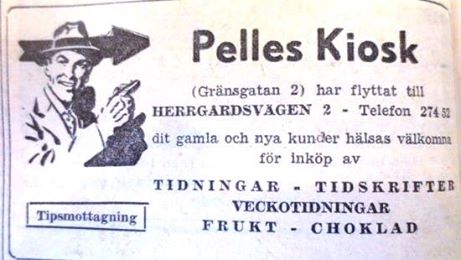 Pelles Kiosk
(Gränsgatan 2) har flyttat till
HERRGARDSVÄGEN 2 - Telefon 274 52
dit gamla och nya kunder hälsas välkomna
för inköp av
TIDNINGAR - TIDSKRIFTER
VECKOTIDNINGAR
FRUKT - CHOKLAD
Tipsmottagning